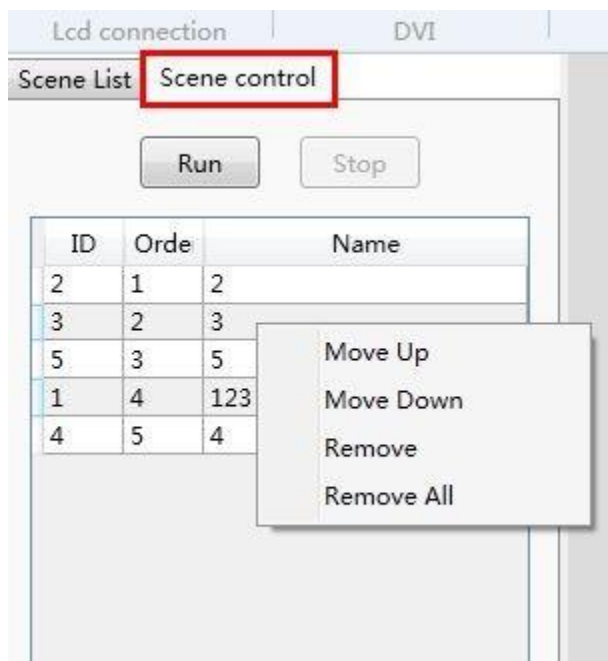 Lcd connection DVI
Scene List Scene control
Run Stop
ID Orde Name
2 1 2
3 2 3
5 3 5
1 4 123
4 5 4
Move Up
Move Down
Remove
Remove All